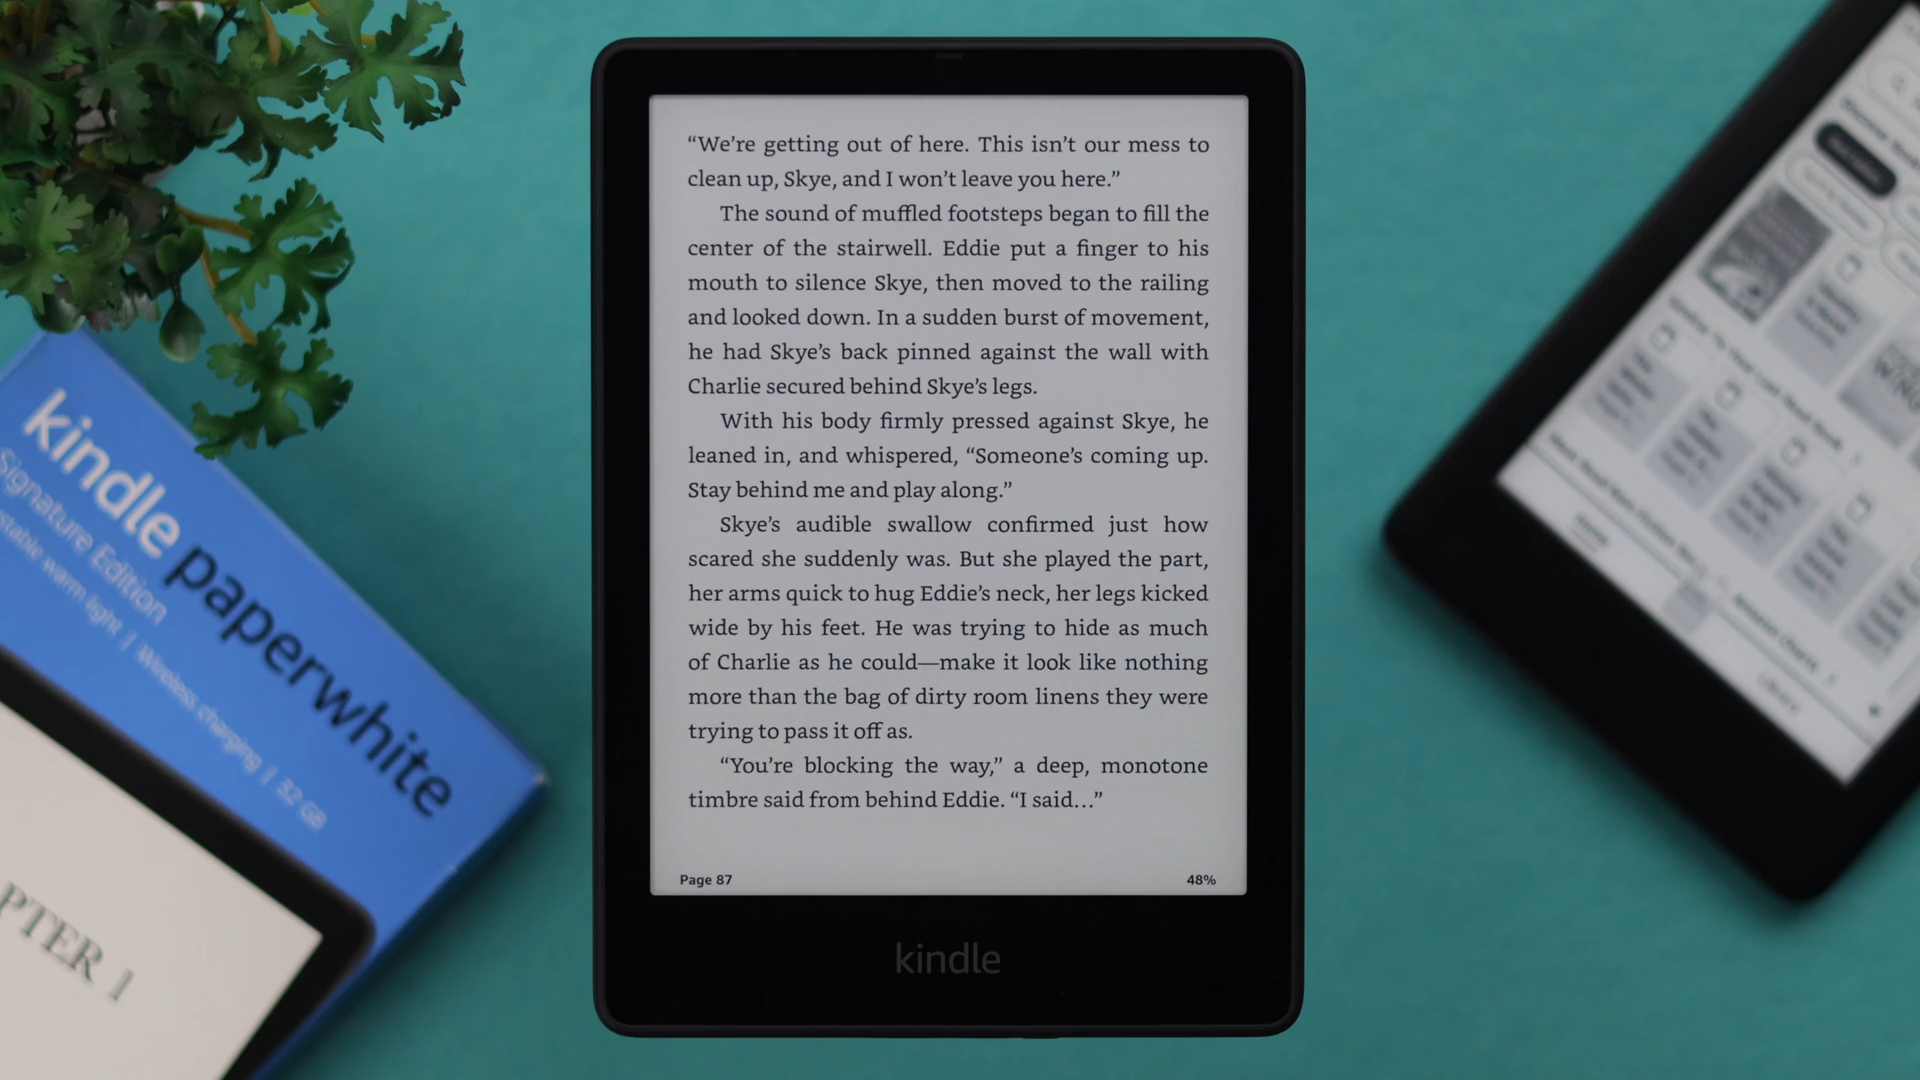 “We’re getting out of here. This isn’t our mess to
clean up, Skye, and I won’t leave you here.”
The sound of muffled footsteps began to fill the
center of the stairwell. Eddie put a finger to his
mouth to silence Skye, then moved to the railing
and looked down. In a sudden burst of movement,
he had Skye’s back pinned against the wall with
Charlie secured behind Skye’s legs.
With his body firmly pressed against Skye, he
leaned in, and whispered, “Someone’s coming up.
Stay behind me and play along.”
Skye’s audible swallow confirmed just how
scared she suddenly was. But she played the part,
her arms quick to hug Eddie’s neck, her legs kicked
wide by his feet. He was trying to hide as much
of Charlie as he could—make it look like nothing
more than the bag of dirty room linens they were
trying to pass it off as.
“You’re blocking the way,” a deep, monotone
timbre said from behind Eddie. “I said…”
Page 87 48%
kindle
kindle paperwhite
Signature Edition
stable warm light | Wireless charging | 32 GB
PTER 1